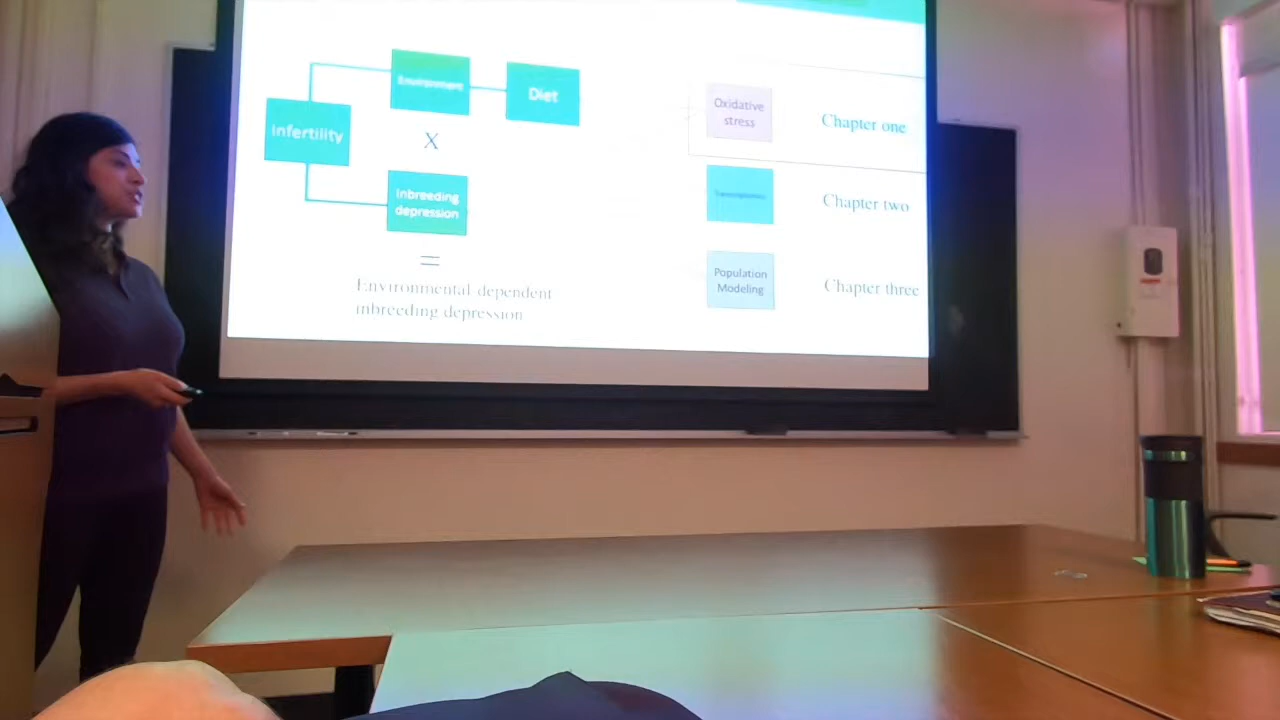 Environment
Diet
Infertility
X
Inbreeding
depression
=
Environmental dependent
inbreeding depression
Oxidative
stress
Chapter one
Chapter two
Population
Modeling
Chapter three